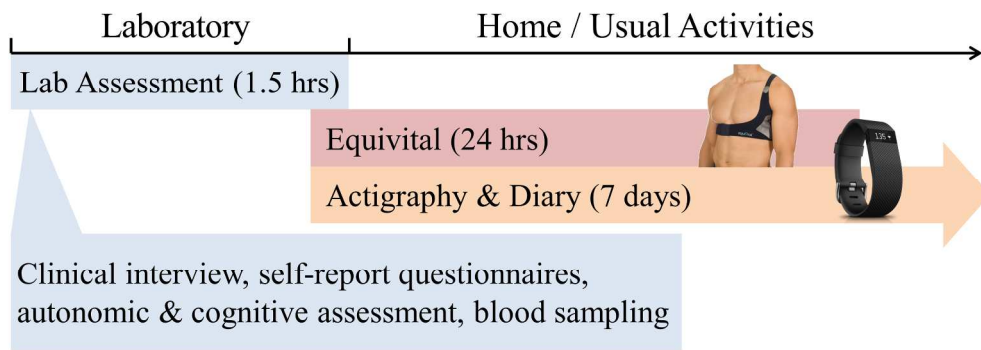 Laboratory
Home / Usual Activities
Lab Assessment (1.5 hrs)
Equivital (24 hrs)
135
Actigraphy & Diary (7 days)
Clinical interview, self-report questionnaires,
autonomic & cognitive assessment, blood sampling